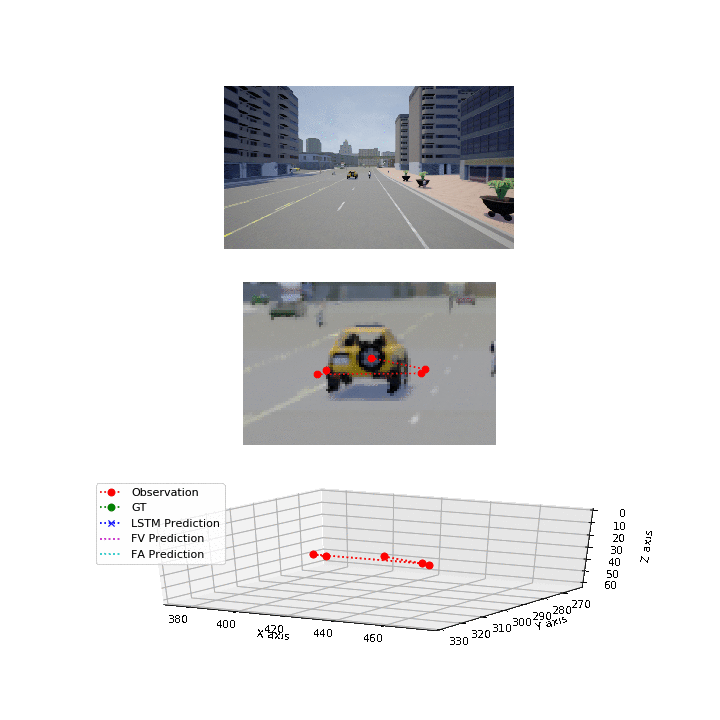 Observation
GT
LSTM Prediction
FV Prediction
FA Prediction
0
10
20
30
40
50
60
Z axis
380
400
420
440
460
X axis
330
320
310
300
290
280
270
Y axis